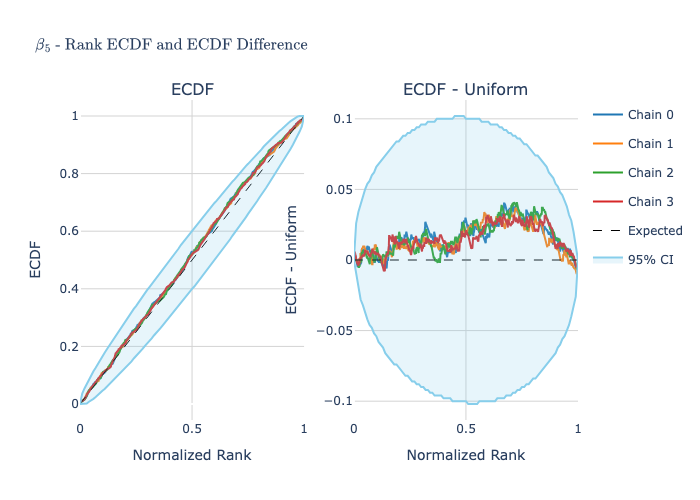 β₅ - Rank ECDF and ECDF Difference
ECDF
ECDF - Uniform
ECDF
1
0.8
0.6
0.4
0.2
0
0
0.5
1
Normalized Rank
ECDF - Uniform
0.1
0.05
0
−0.05
−0.1
0
0.5
1
Normalized Rank
Chain 0
Chain 1
Chain 2
Chain 3
Expected
95% CI